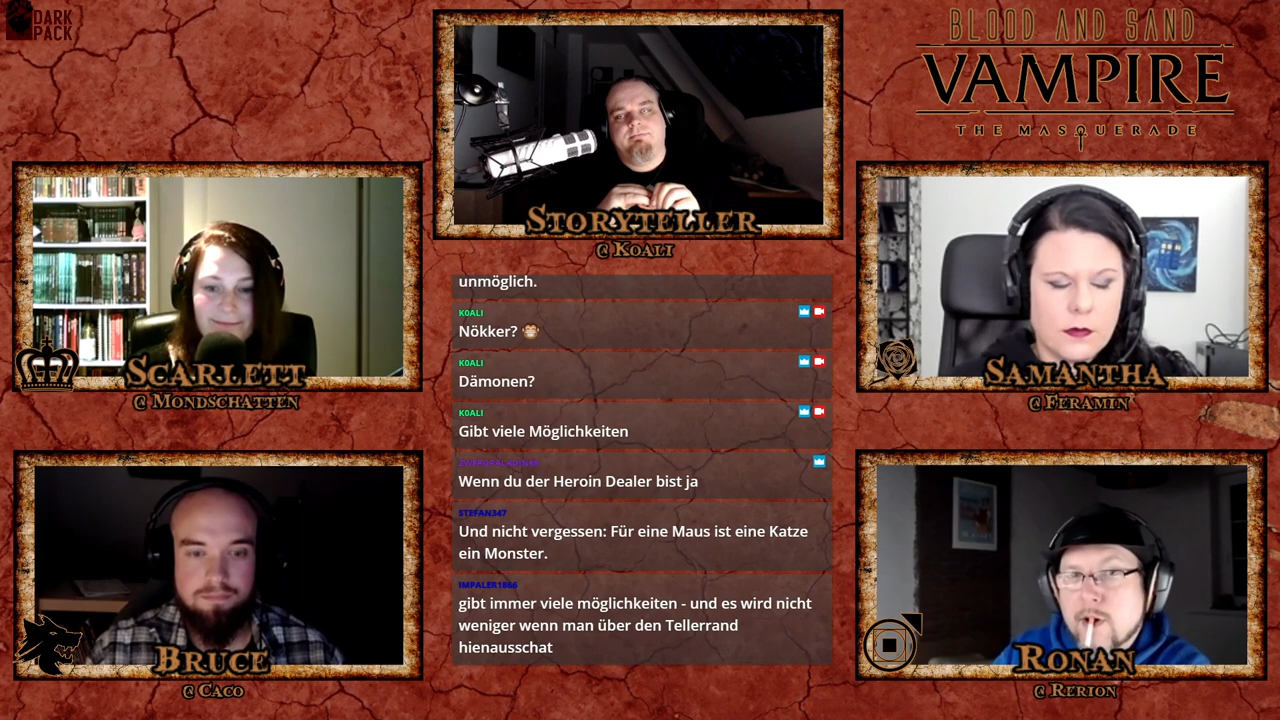 DARK
PACK
BLOOD AND SAND
VAMPIRE
THE MASQUERADE
STORYTELLER
@ KOALI
SCARLETT
@ MONDSCHATTEN
SAMANTHA
@ FERAMIN
unmöglich.
KOALI
Nökker? 🐵
KOALI
Dämonen?
KOALI
Gibt viele Möglichkeiten
Wenn du der Heroin Dealer bist ja
STEFAN347
Und nicht vergessen: Für eine Maus ist eine Katze
ein Monster.
IMPALER1866
gibt immer viele möglichkeiten - und es wird nicht
weniger wenn man über den Tellerrand
hienausschat
BRUCE
@ CACO
RONAN
@ RERION